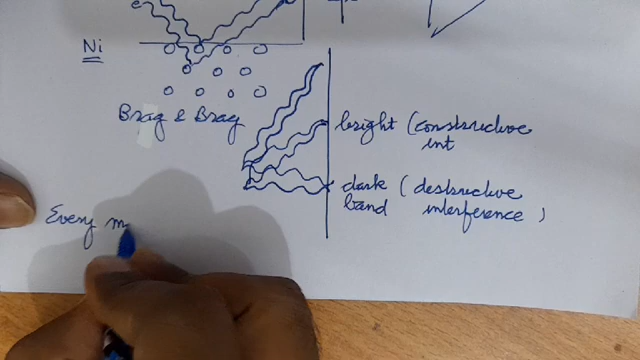 e
Ni
Brag & Brag
bright (constructive
int
dark (destructive
band interference )
Every m